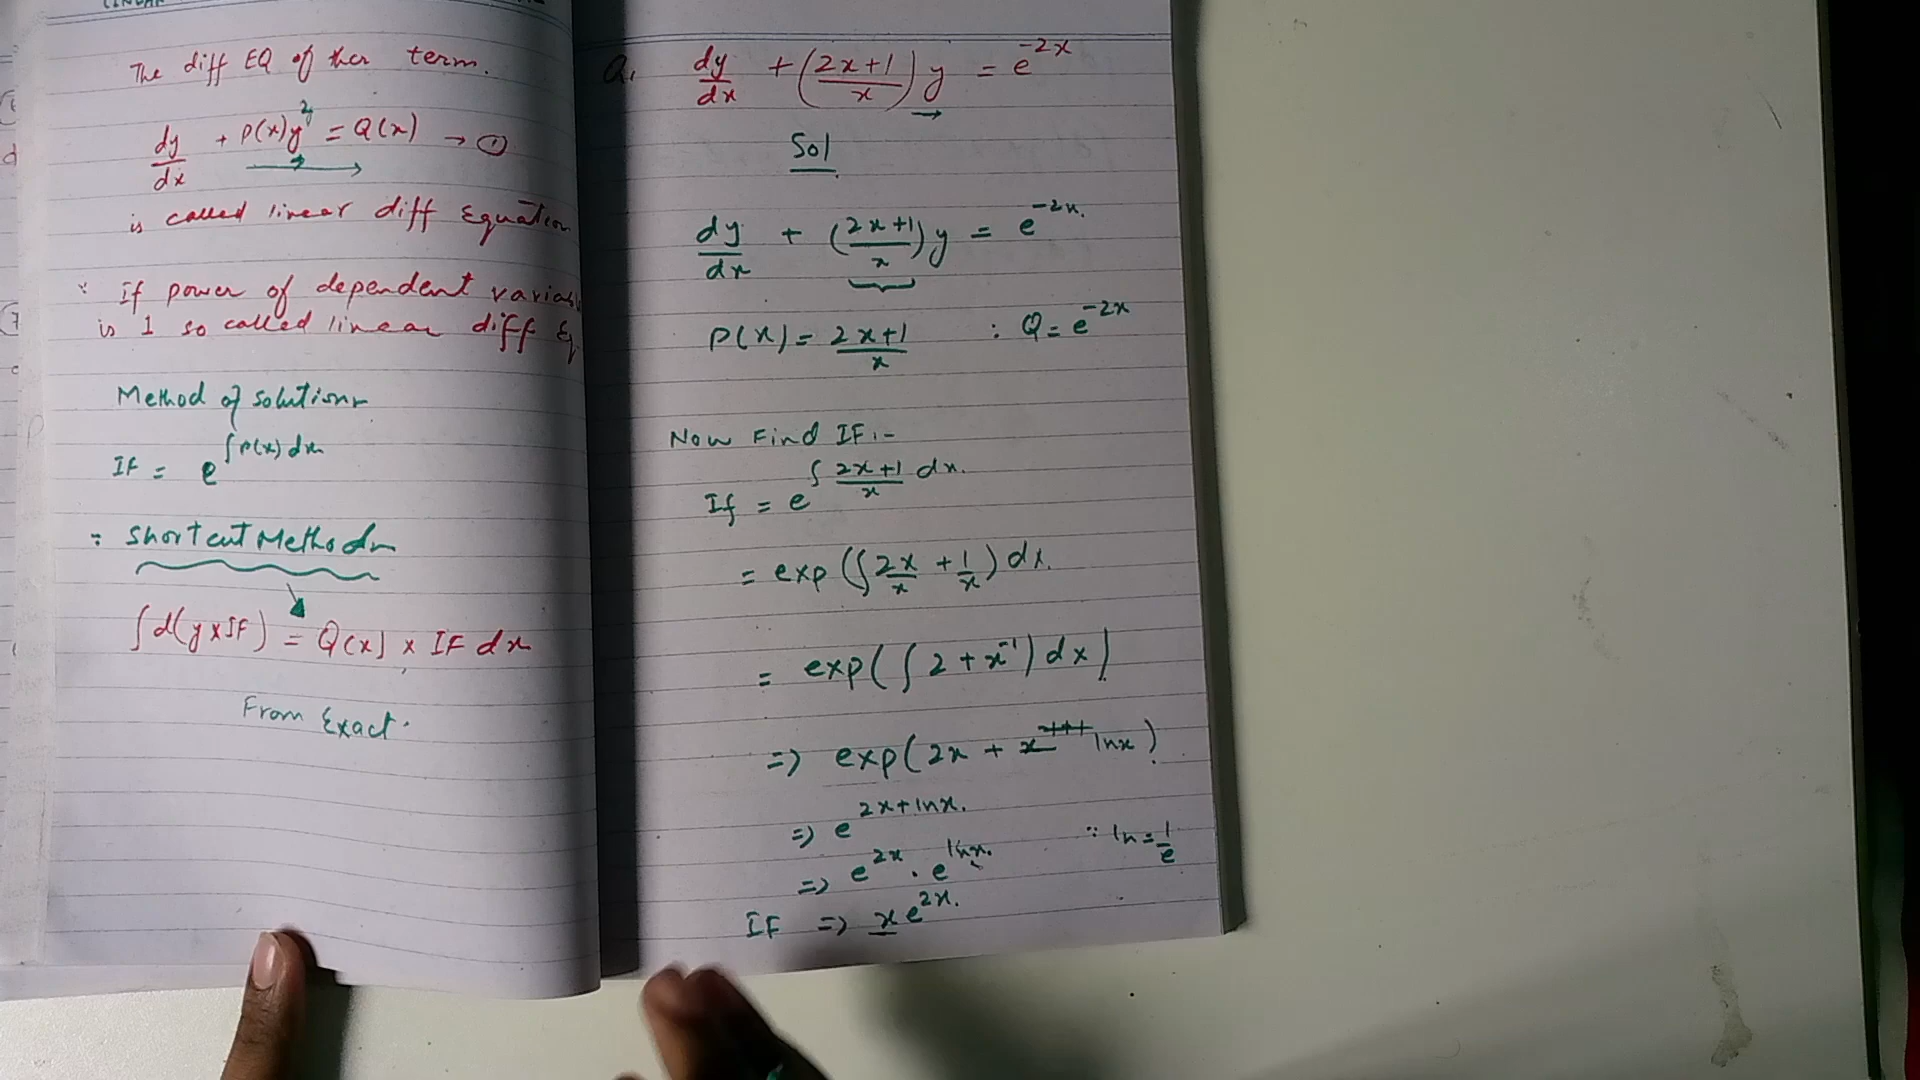 The diff EQ of ther term.
dy/dx + P(x)y² = Q(x) → ①
is called linear diff Equation
∵ If power of dependent variab
is 1 so called linear diff Eq
Method of solution
IF = e^∫P(x)dx
∵ Shortcut Method
∫d(y×IF) = Q(x) × IF dx
From Exact.
Q. dy/dx + (2x+1/x) y = e^-2x
Sol
dy/dx + (2x+1/x) y = e^-2x.
P(x) = 2x+1/x : Q = e^-2x
Now Find IF:-
If = e^∫ 2x+1/x dx.
= exp (∫ 2x/x + 1/x) dx.
= exp( ∫ 2 + x^-1) dx )
=> exp( 2x + lnx )
=> e^2x+lnx.
=> e^2x . e^lnx. ∵ ln = 1/e
IF => x e^2x.